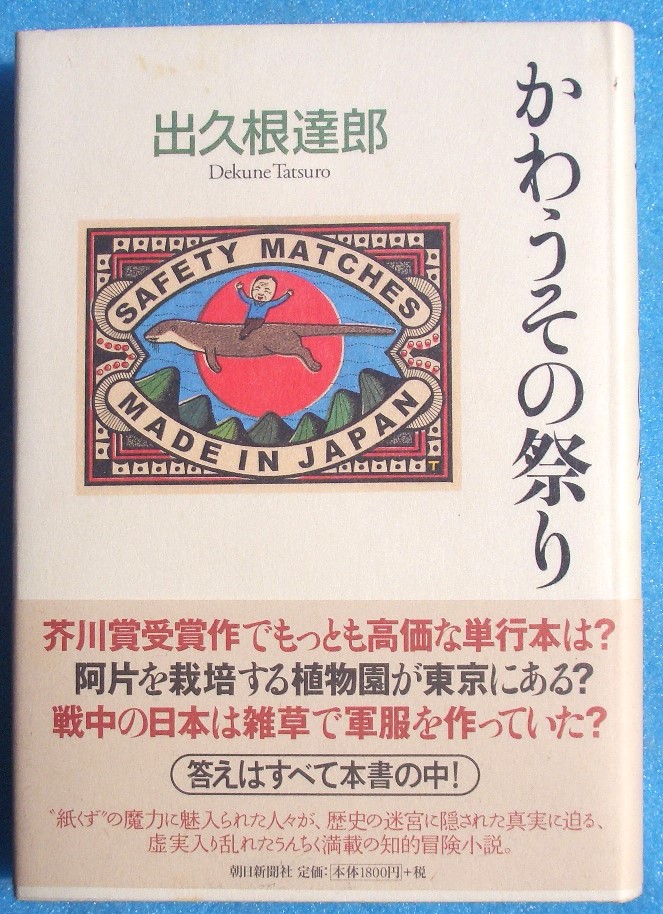 かわうその祭り
出久根達郎
Dekune Tatsuro
SAFETY MATCHES
MADE IN JAPAN
T
芥川賞受賞作でもっとも高価な単行本は?
阿片を栽培する植物園が東京にある?
戦中の日本は雑草で軍服を作っていた?
答えはすべて本書の中!
"紙くず"の魔力に魅入られた人々が、歴史の迷宮に隠された真実に迫る、
虚実入り乱れたうんちく満載の知的冒険小説。
朝日新聞社 定価:本体1800円+税